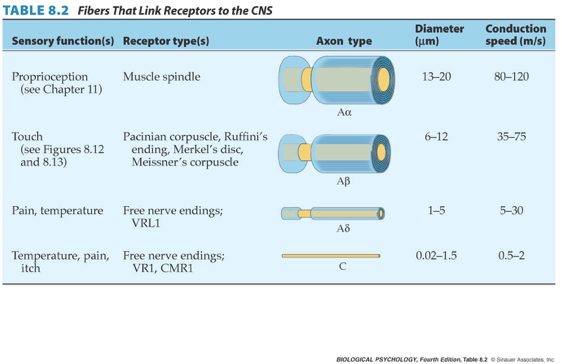 TABLE 8.2 Fibers That Link Receptors to the CNS
Sensory function(s) Receptor type(s) Axon type Diameter (μm) Conduction speed (m/s)
Proprioception Muscle spindle 13–20 80–120
(see Chapter 11)
Aα
Touch Pacinian corpuscle, Ruffini's 6–12 35–75
(see Figures 8.12 ending, Merkel's disc,
and 8.13) Meissner's corpuscle
Aβ
Pain, temperature Free nerve endings; 1–5 5–30
VRL1
Aδ
Temperature, pain, Free nerve endings; 0.02–1.5 0.5–2
itch VR1, CMR1
C
BIOLOGICAL PSYCHOLOGY, Fourth Edition, Table 8.2 © Sinauer Associates, Inc.